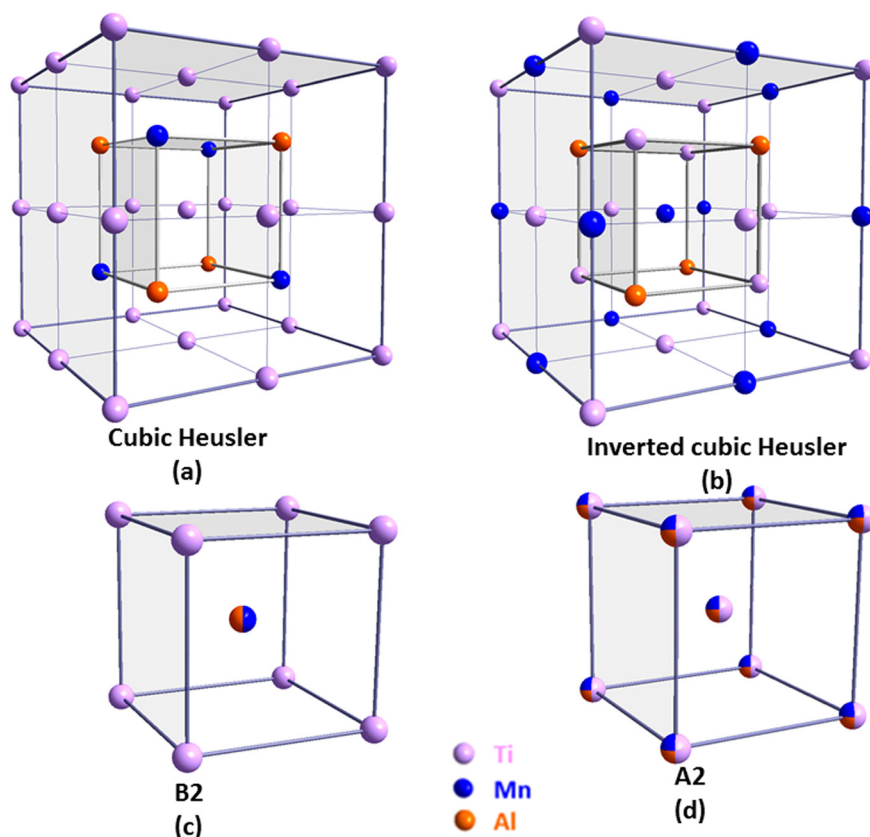 Cubic Heusler
(a)
Inverted cubic Heusler
(b)
B2
(c)
Ti
Mn
Al
A2
(d)